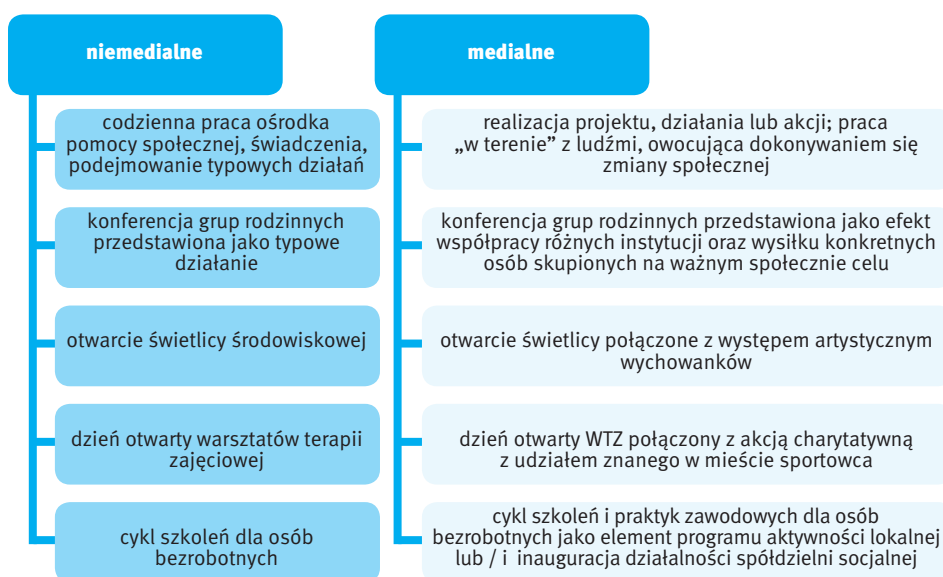 niemedialne
medialne
codzienna praca ośrodka
pomocy społecznej, świadczenia,
podejmowanie typowych działań
realizacja projektu, działania lub akcji; praca
„w terenie” z ludźmi, owocująca dokonywaniem się
zmiany społecznej
konferencja grup rodzinnych
przedstawiona jako typowe
działanie
konferencja grup rodzinnych przedstawiona jako efekt
współpracy różnych instytucji oraz wysiłku konkretnych
osób skupionych na ważnym społecznie celu
otwarcie świetlicy środowiskowej
otwarcie świetlicy połączone z występem artystycznym
wychowanków
dzień otwarty warsztatów terapii
zajęciowej
dzień otwarty WTZ połączony z akcją charytatywną
z udziałem znanego w mieście sportowca
cykl szkoleń dla osób
bezrobotnych
cykl szkoleń i praktyk zawodowych dla osób
bezrobotnych jako element programu aktywności lokalnej
lub / i inauguracja działalności spółdzielni socjalnej